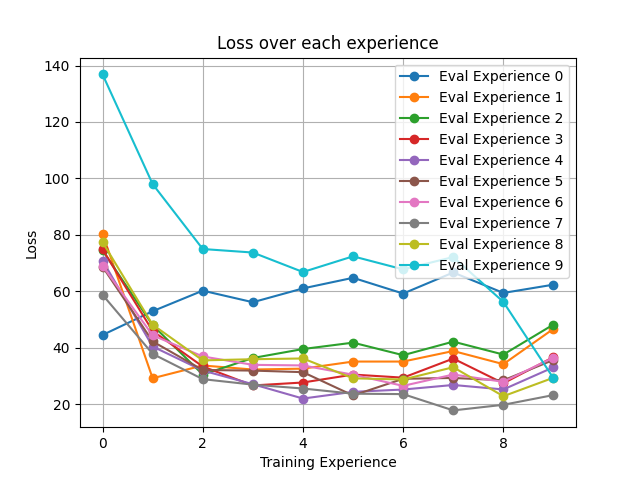 Loss over each experience
140
120
100
80
60
40
20
Loss
0
2
4
6
8
Training Experience
Eval Experience 0
Eval Experience 1
Eval Experience 2
Eval Experience 3
Eval Experience 4
Eval Experience 5
Eval Experience 6
Eval Experience 7
Eval Experience 8
Eval Experience 9